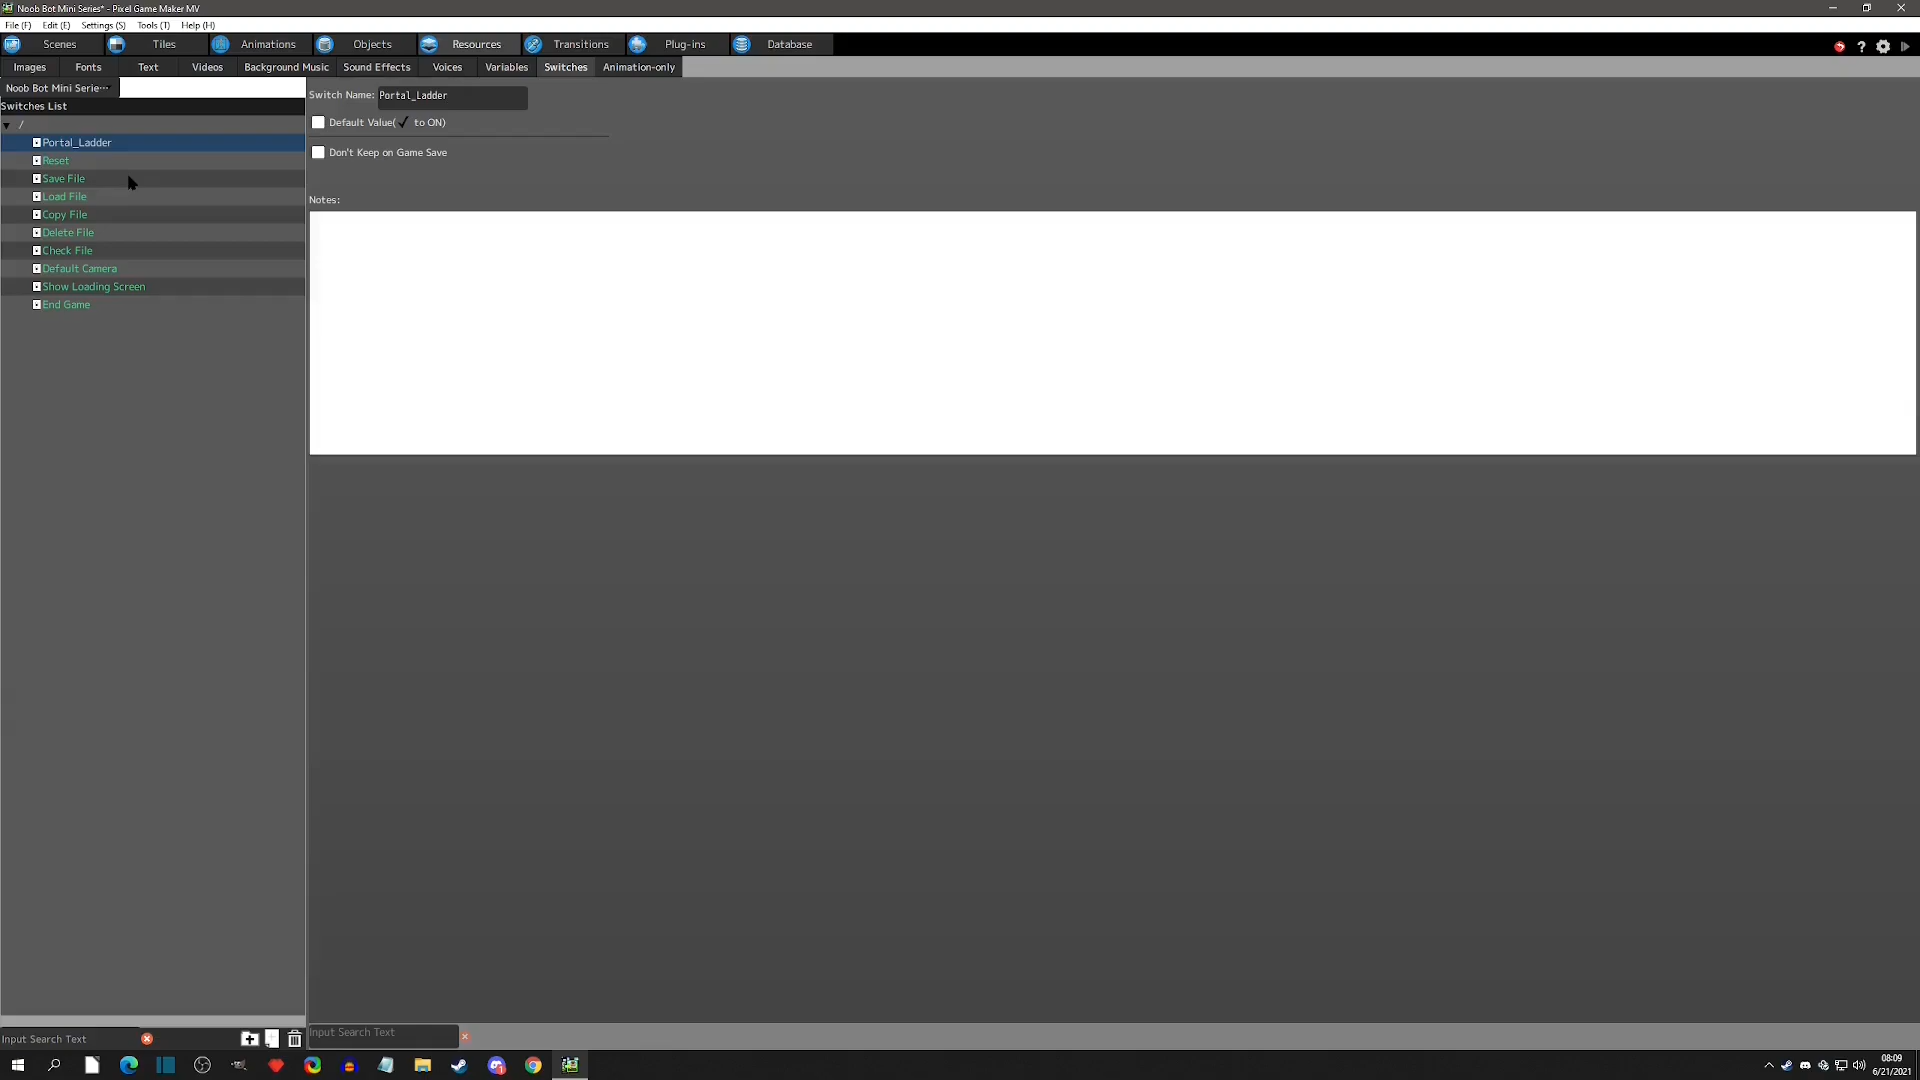 Noob Bot Mini Series* - Pixel Game Maker MV
File (F) Edit (E) Settings (S) Tools (T) Help (H)
Scenes Tiles Animations Objects Resources Transitions Plug-ins Database
Images Fonts Text Videos Background Music Sound Effects Voices Variables Switches Animation-only
Noob Bot Mini Serie···
Switches List
/
Portal_Ladder
Reset
Save File
Load File
Copy File
Delete File
Check File
Default Camera
Show Loading Screen
End Game
Switch Name: Portal_Ladder
Default Value(✓ to ON)
Don't Keep on Game Save
Notes:
Input Search Text
Input Search Text
08:09
6/21/2021